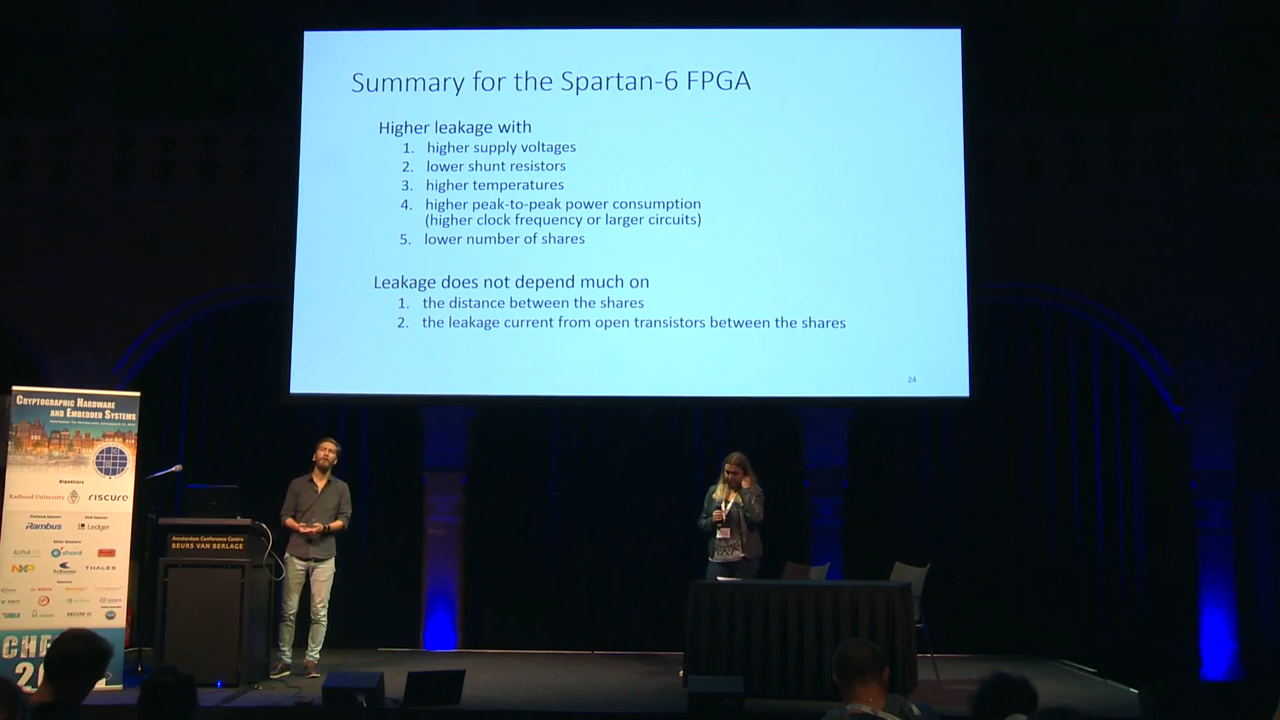 Summary for the Spartan-6 FPGA
Higher leakage with
1. higher supply voltages
2. lower shunt resistors
3. higher temperatures
4. higher peak-to-peak power consumption
(higher clock frequency or larger circuits)
5. lower number of shares
Leakage does not depend much on
1. the distance between the shares
2. the leakage current from open transistors between the shares
24
CRYPTOGRAPHIC HARDWARE
AND EMBEDDED SYSTEMS
Organizers
Radboud University
riscure
Rambus
Ledger
NXP
THALES
Amsterdam Conference Centre
BEURS VAN BERLAGE